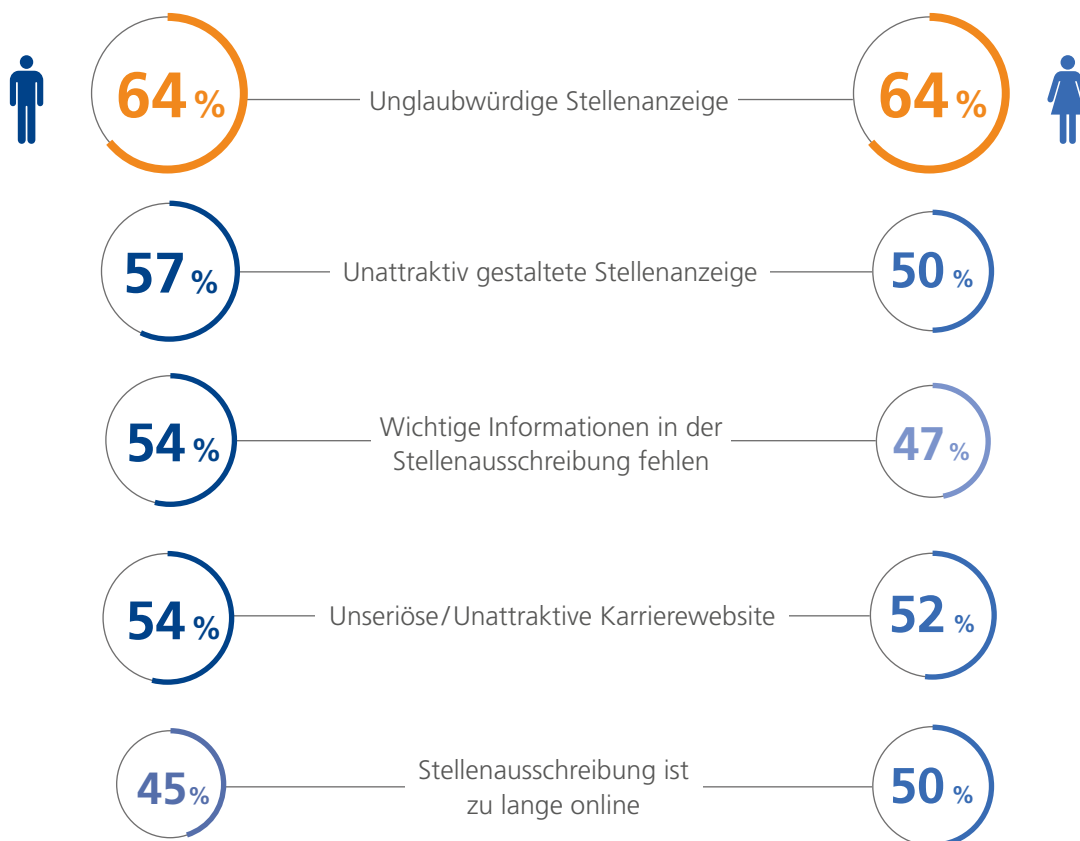 64 % Unglaubwürdige Stellenanzeige 64 %
57 % Unattraktiv gestaltete Stellenanzeige 50 %
54 % Wichtige Informationen in der 47 %
Stellenausschreibung fehlen
54 % Unseriöse/Unattraktive Karrierewebsite 52 %
45 % Stellenausschreibung ist 50 %
zu lange online